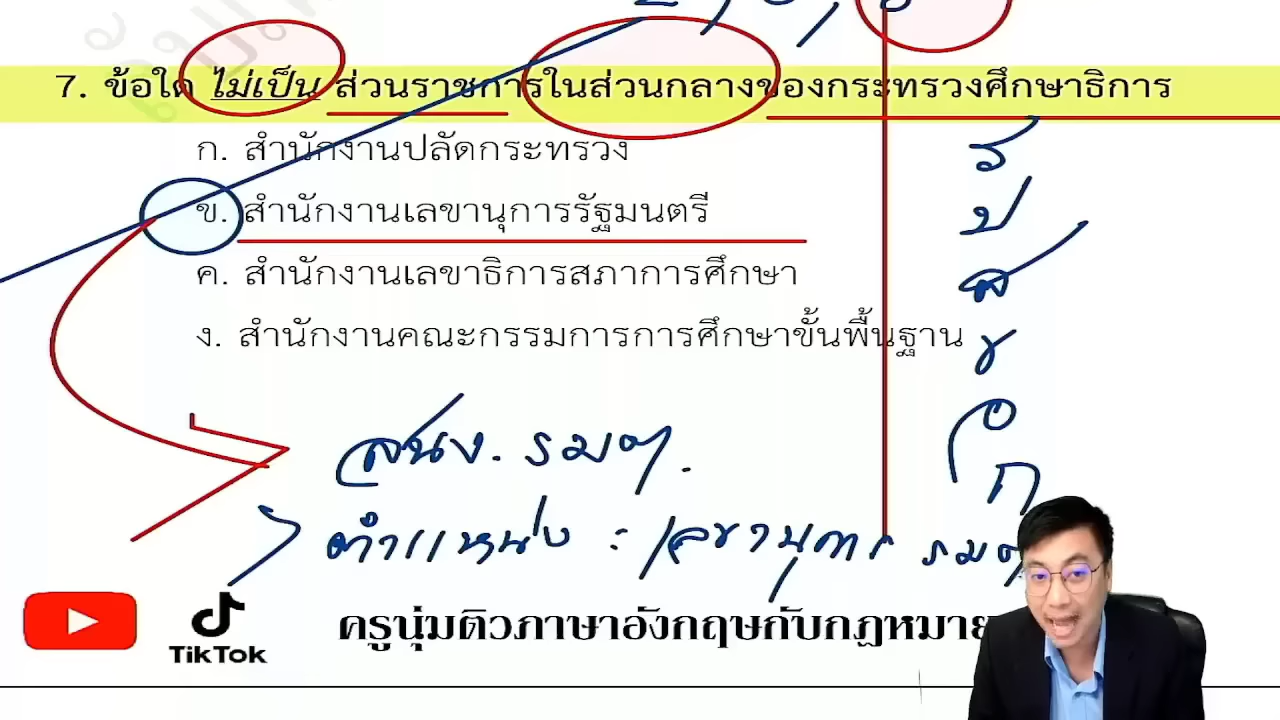 7. ข้อใด ไม่เป็น ส่วนราชการในส่วนกลางของกระทรวงศึกษาธิการ
ก. สำนักงานปลัดกระทรวง
ข. สำนักงานเลขานุการรัฐมนตรี
ค. สำนักงานเลขาธิการสภาการศึกษา
ง. สำนักงานคณะกรรมการการศึกษาขั้นพื้นฐาน
ร
ป
ส
ข
อ
ก
สนง. รมต.
ตำแหน่ง : เลขานุการ รมต
TikTok
ครูนุ่มติวภาษาอังกฤษกับกฎหมาย